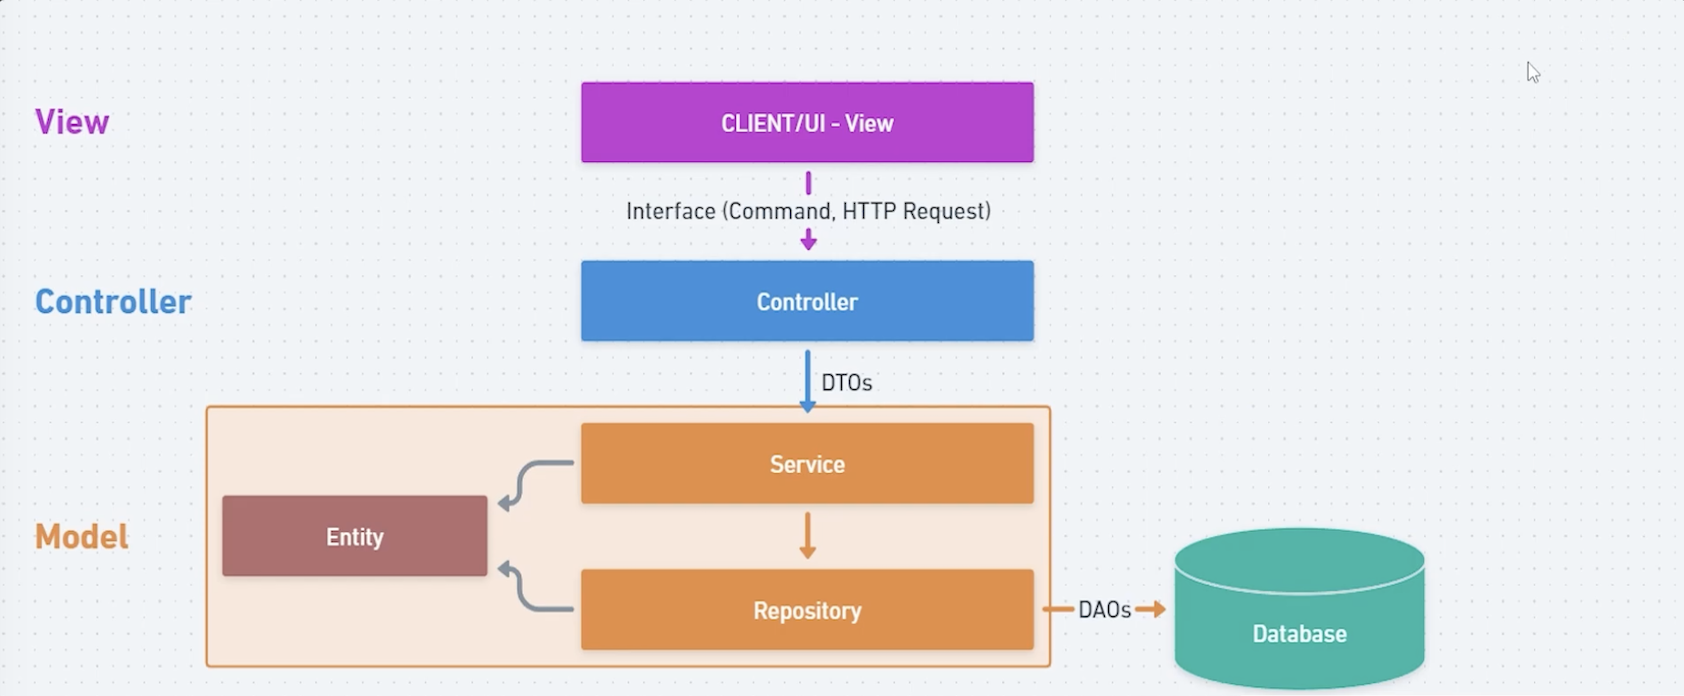 View
CLIENT/UI - View
Interface (Command, HTTP Request)
Controller
Controller
DTOs
Service
Entity
Model
Repository
DAOs
Database